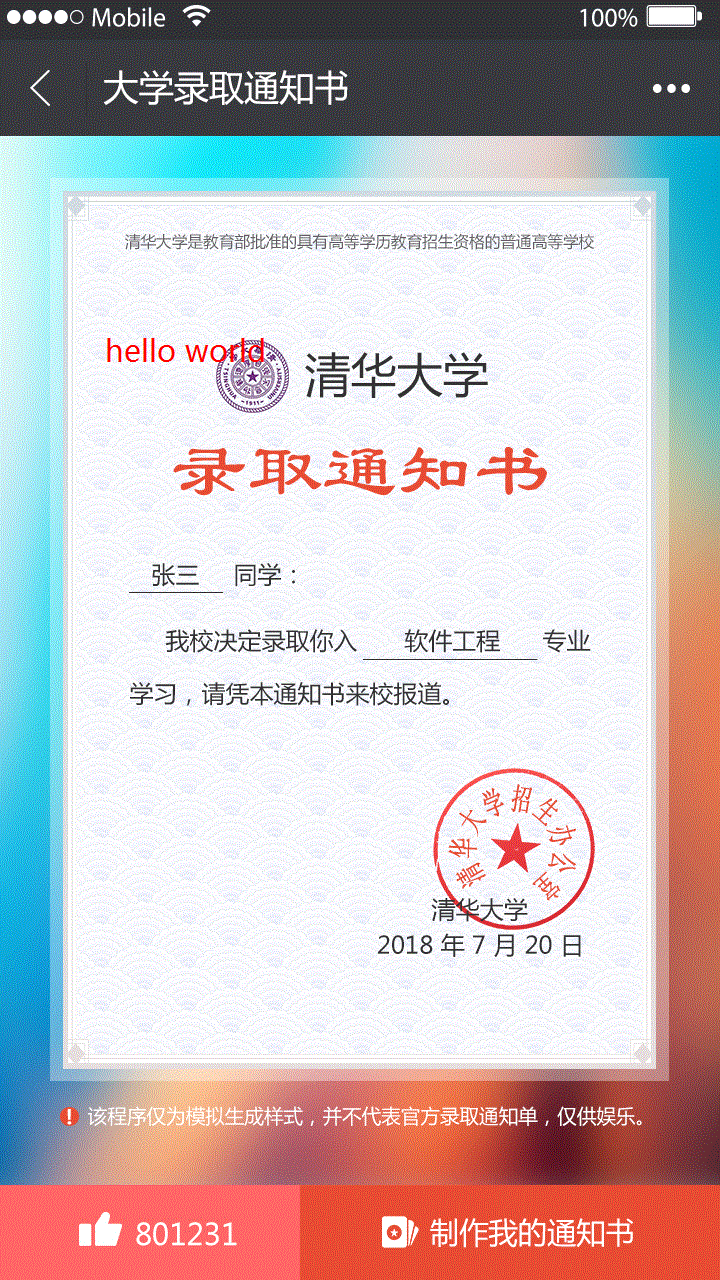 Mobile 100%
大学录取通知书
清华大学是教育部批准的具有高等学历教育招生资格的普通高等学校
hello world
清华大学
录取通知书
张三 同学：
我校决定录取你入 软件工程 专业
学习，请凭本通知书来校报道。
清华大学招生办公室
清华大学
2018 年 7 月 20 日
该程序仅为模拟生成样式，并不代表官方录取通知单，仅供娱乐。
801231 制作我的通知书